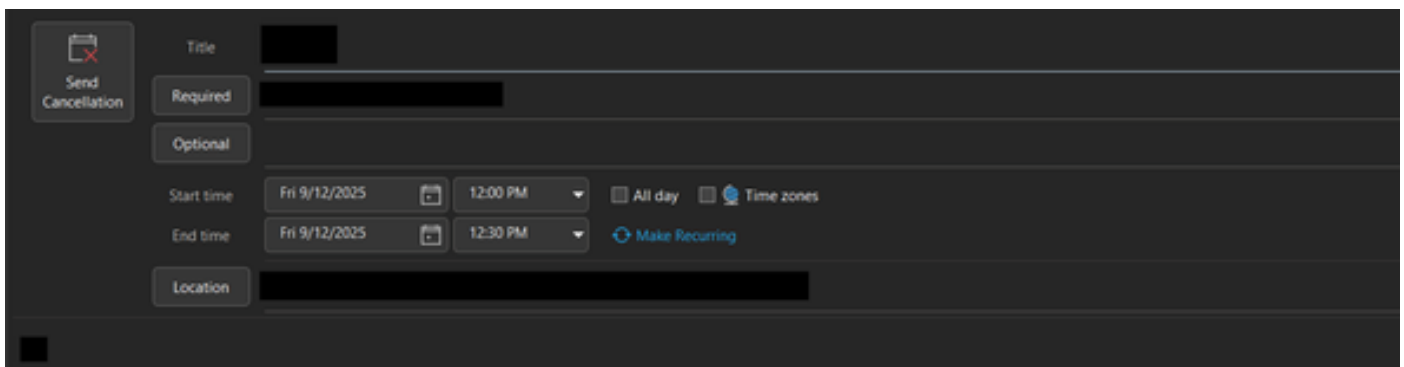 Send
Cancellation
Title
Required
Optional
Start time Fri 9/12/2025 12:00 PM All day Time zones
End time Fri 9/12/2025 12:30 PM Make Recurring
Location